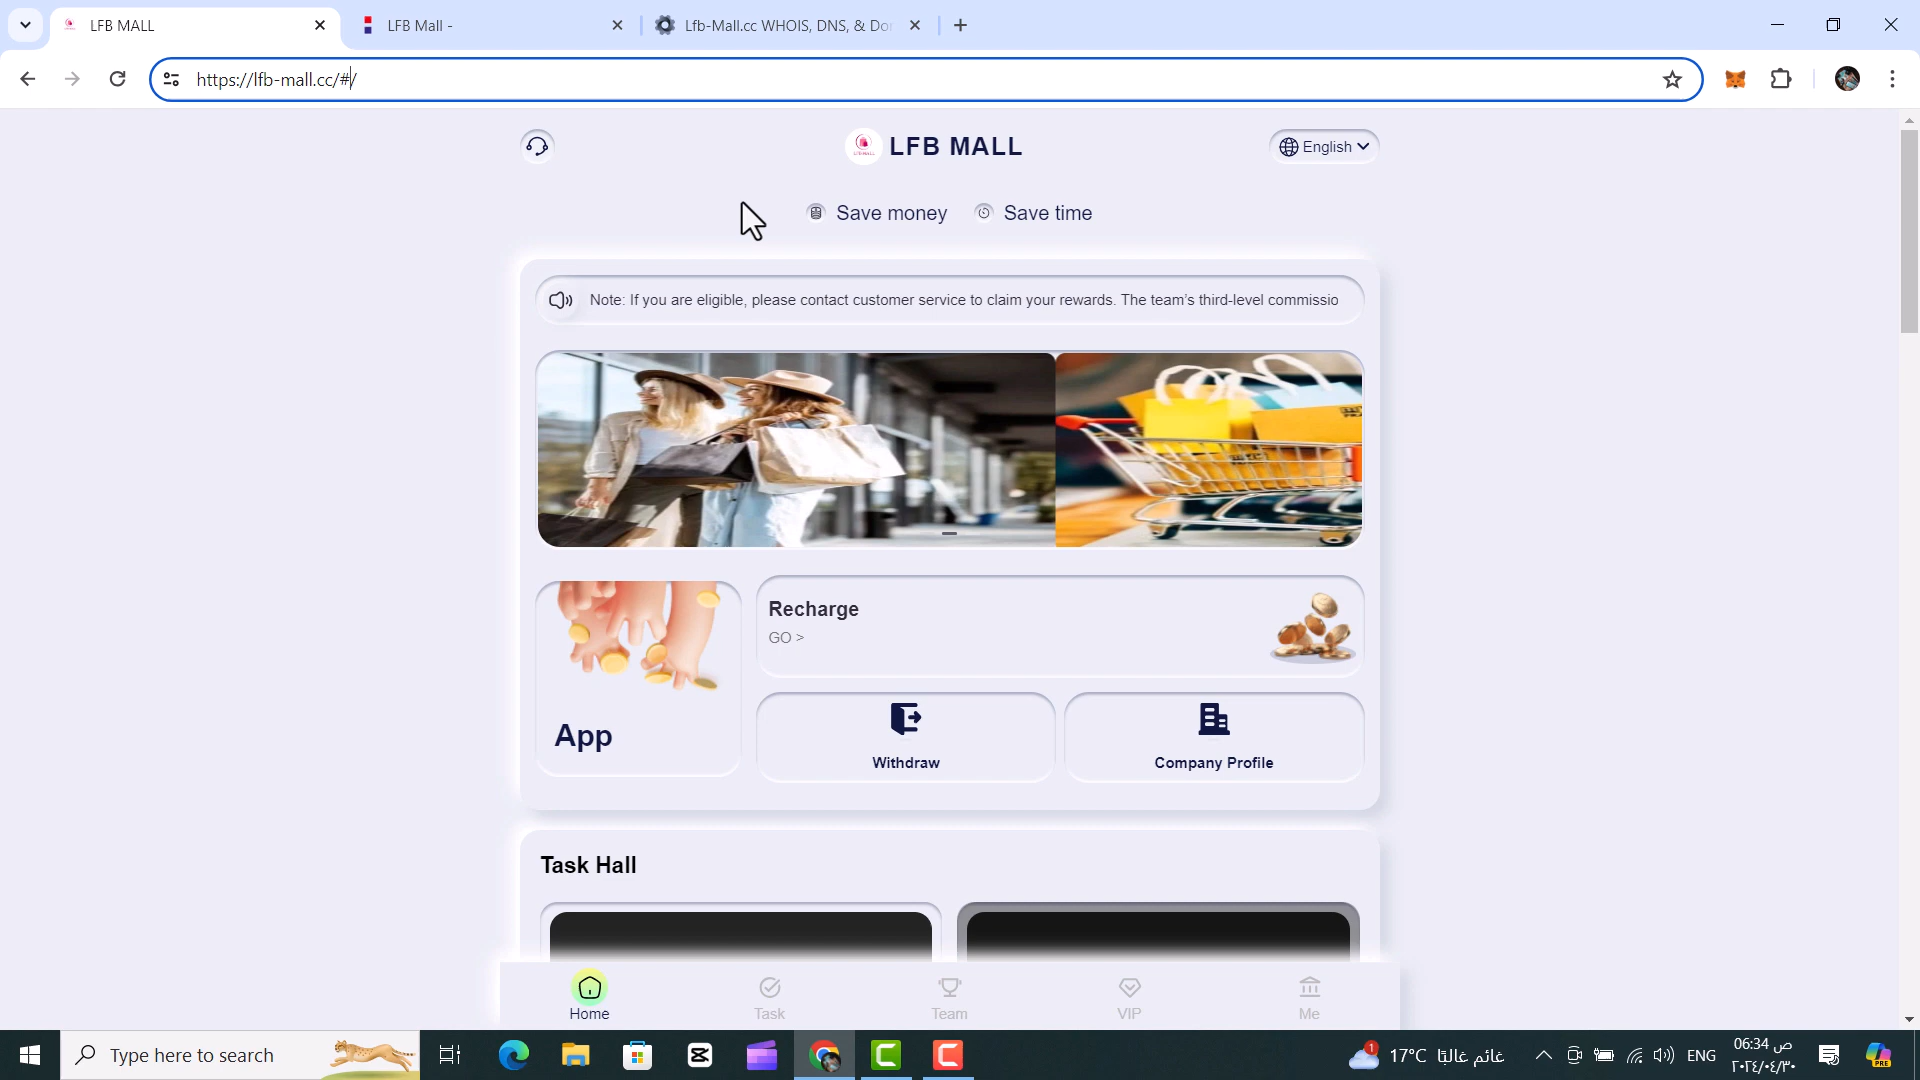 LFB MALL
LFB Mall -
Lfb-Mall.cc WHOIS, DNS, & Do
https://lfb-mall.cc/#/
LFB MALL
English
Save money
Save time
Note: If you are eligible, please contact customer service to claim your rewards. The team's third-level commissio
Recharge
GO >
App
Withdraw
Company Profile
Task Hall
Home
Task
Team
VIP
Me
Type here to search
1
17°C غائم غالبًا
ENG
06:34 ص
٢٠٢٤/٠٤/٣٠
PRE